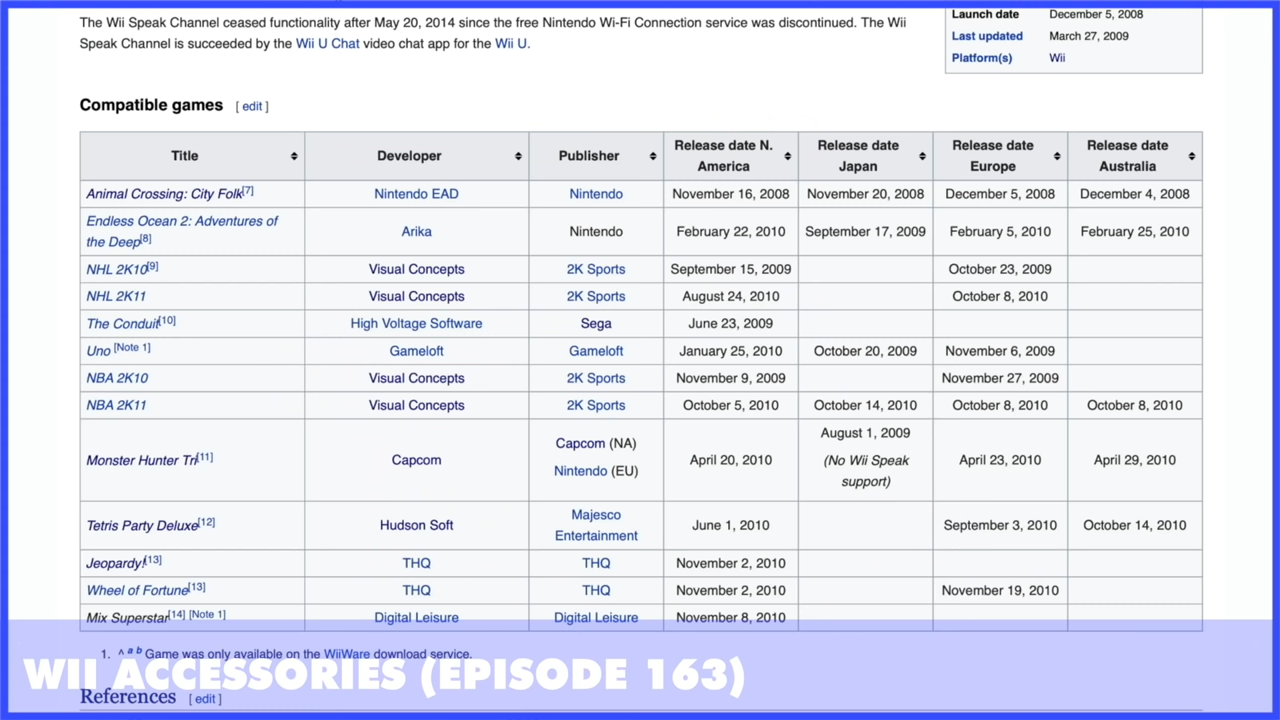 The Wii Speak Channel ceased functionality after May 20, 2014 since the free Nintendo Wi-Fi Connection service was discontinued. The Wii
Speak Channel is succeeded by the Wii U Chat video chat app for the Wii U.
Launch date December 5, 2008
Last updated March 27, 2009
Platform(s) Wii
Compatible games [ edit ]
Title Developer Publisher Release date N. America Release date Japan Release date Europe Release date Australia
Animal Crossing: City Folk[7] Nintendo EAD Nintendo November 16, 2008 November 20, 2008 December 5, 2008 December 4, 2008
Endless Ocean 2: Adventures of the Deep[8] Arika Nintendo February 22, 2010 September 17, 2009 February 5, 2010 February 25, 2010
NHL 2K10[9] Visual Concepts 2K Sports September 15, 2009 October 23, 2009
NHL 2K11 Visual Concepts 2K Sports August 24, 2010 October 8, 2010
The Conduit[10] High Voltage Software Sega June 23, 2009
Uno [Note 1] Gameloft Gameloft January 25, 2010 October 20, 2009 November 6, 2009
NBA 2K10 Visual Concepts 2K Sports November 9, 2009 November 27, 2009
NBA 2K11 Visual Concepts 2K Sports October 5, 2010 October 14, 2010 October 8, 2010 October 8, 2010
Monster Hunter Tri[11] Capcom Capcom (NA) Nintendo (EU) April 20, 2010 August 1, 2009 (No Wii Speak support) April 23, 2010 April 29, 2010
Tetris Party Deluxe[12] Hudson Soft Majesco Entertainment June 1, 2010 September 3, 2010 October 14, 2010
Jeopardy![13] THQ THQ November 2, 2010
Wheel of Fortune[13] THQ THQ November 2, 2010 November 19, 2010
Mix Superstar[14] [Note 1] Digital Leisure Digital Leisure November 8, 2010
1. ^ a b Game was only available on the WiiWare download service.
WII ACCESSORIES (EPISODE 163)
References [ edit ]